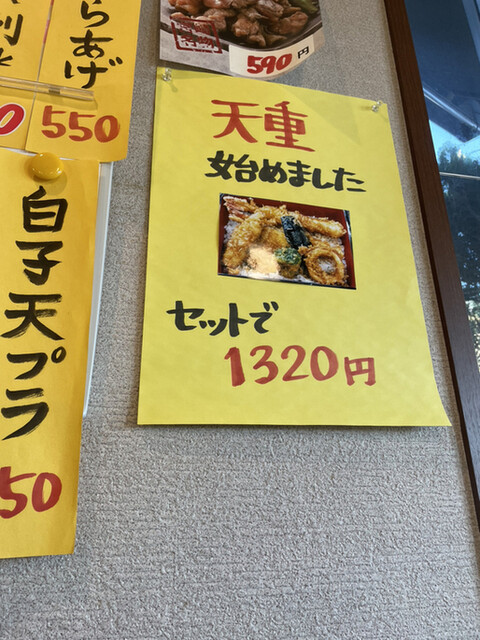 らあげ
550
590円
天重
始めました
セットで
1320円
白子天プラ
50